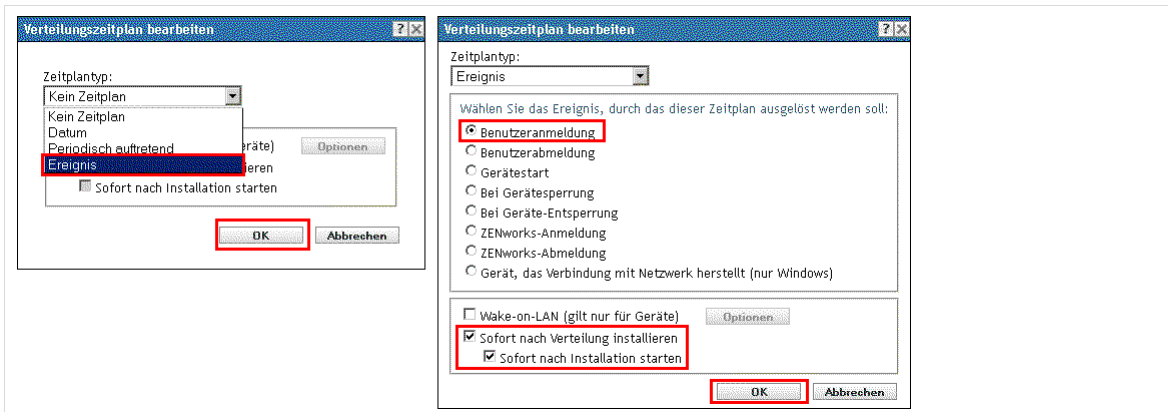 Verteilungszeitplan bearbeiten
Zeitplantyp:
Kein Zeitplan
Kein Zeitplan
Datum
Periodisch auftretend
Ereignis
eräte)
Optionen
ieren
Sofort nach Installation starten
OK
Abbrechen
Verteilungszeitplan bearbeiten
Zeitplantyp:
Ereignis
Wählen Sie das Ereignis, durch das dieser Zeitplan ausgelöst werden soll:
Benutzeranmeldung
Benutzerabmeldung
Gerätestart
Bei Gerätesperrung
Bei Geräte-Entsperrung
ZENworks-Anmeldung
ZENworks-Abmeldung
Gerät, das Verbindung mit Netzwerk herstellt (nur Windows)
Wake-on-LAN (gilt nur für Geräte)
Optionen
Sofort nach Verteilung installieren
Sofort nach Installation starten
OK
Abbrechen